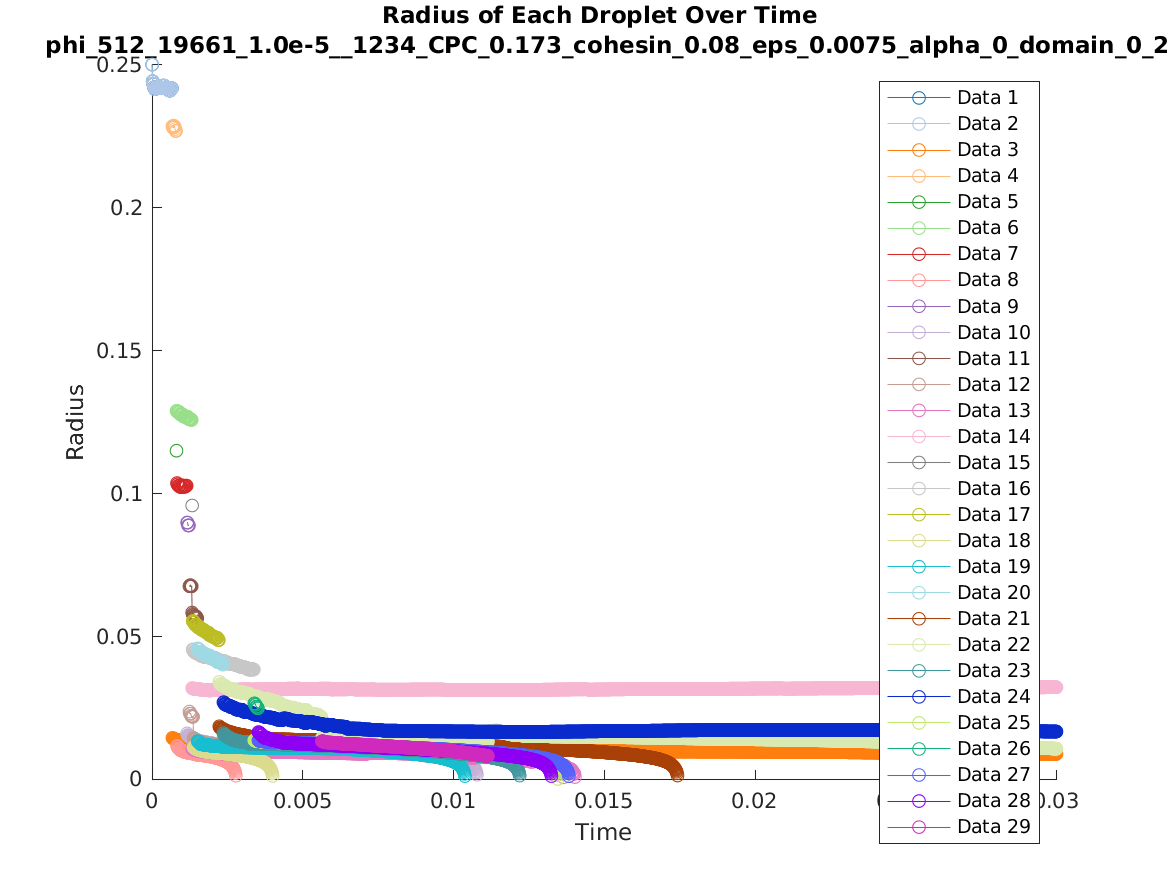 Radius of Each Droplet Over Time
phi_512_19661_1.0e-5__1234_CPC_0.173_cohesin_0.08_eps_0.0075_alpha_0_domain_0_2
0.25
0.2
0.15
0.1
0.05
0
Radius
0
0.005
0.01
0.015
0.02
0.03
Time
Data 1
Data 2
Data 3
Data 4
Data 5
Data 6
Data 7
Data 8
Data 9
Data 10
Data 11
Data 12
Data 13
Data 14
Data 15
Data 16
Data 17
Data 18
Data 19
Data 20
Data 21
Data 22
Data 23
Data 24
Data 25
Data 26
Data 27
Data 28
Data 29